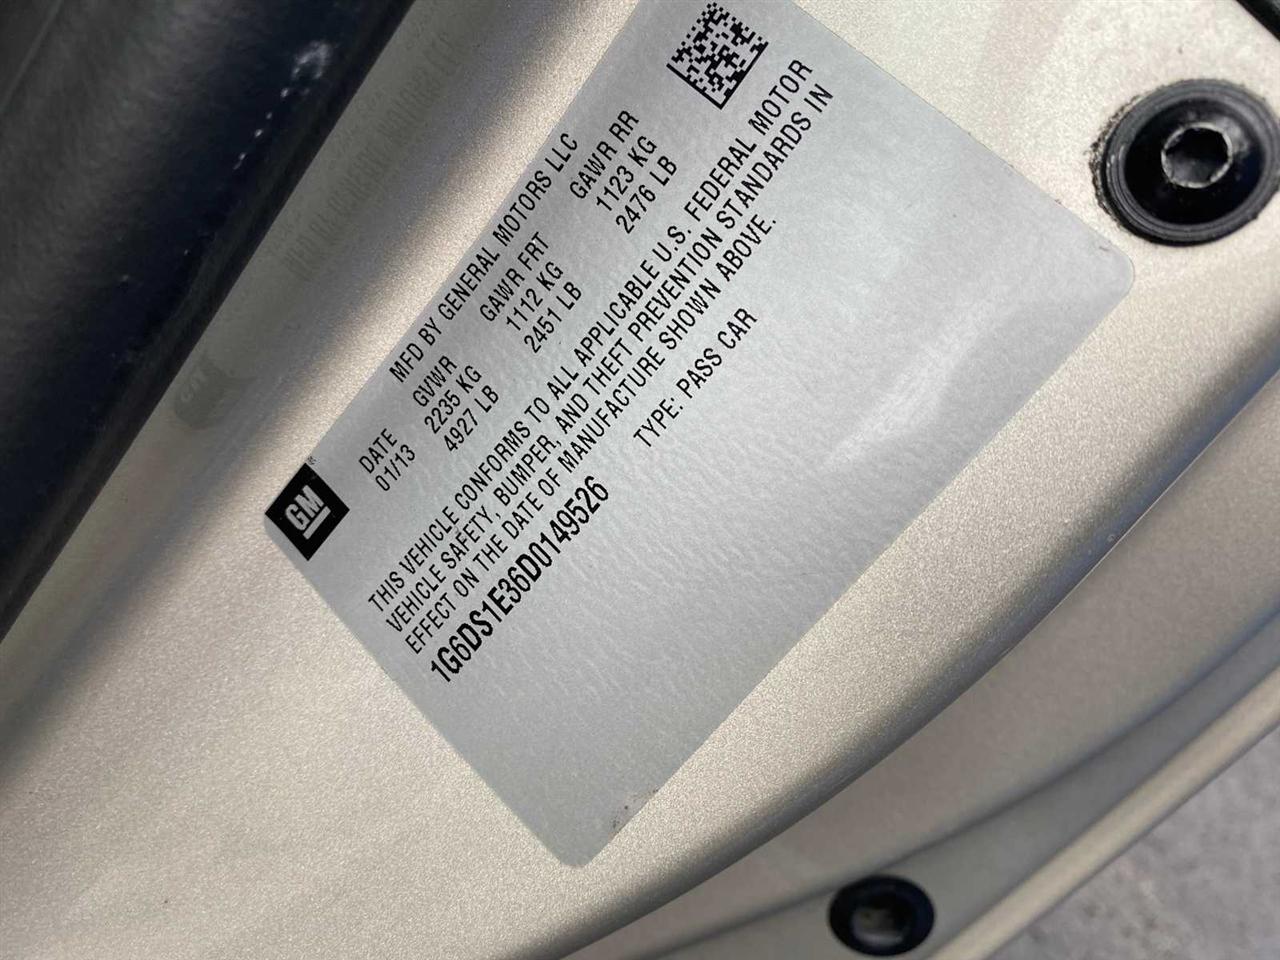 GM
MFD BY GENERAL MOTORS LLC
DATE GVWR GAWR FRT GAWR RR
01/13 2235 KG 1112 KG 1123 KG
4927 LB 2451 LB 2476 LB
THIS VEHICLE CONFORMS TO ALL APPLICABLE U.S. FEDERAL MOTOR
VEHICLE SAFETY, BUMPER, AND THEFT PREVENTION STANDARDS IN
EFFECT ON THE DATE OF MANUFACTURE SHOWN ABOVE.
1G6DS1E36D0149526 TYPE: PASS CAR